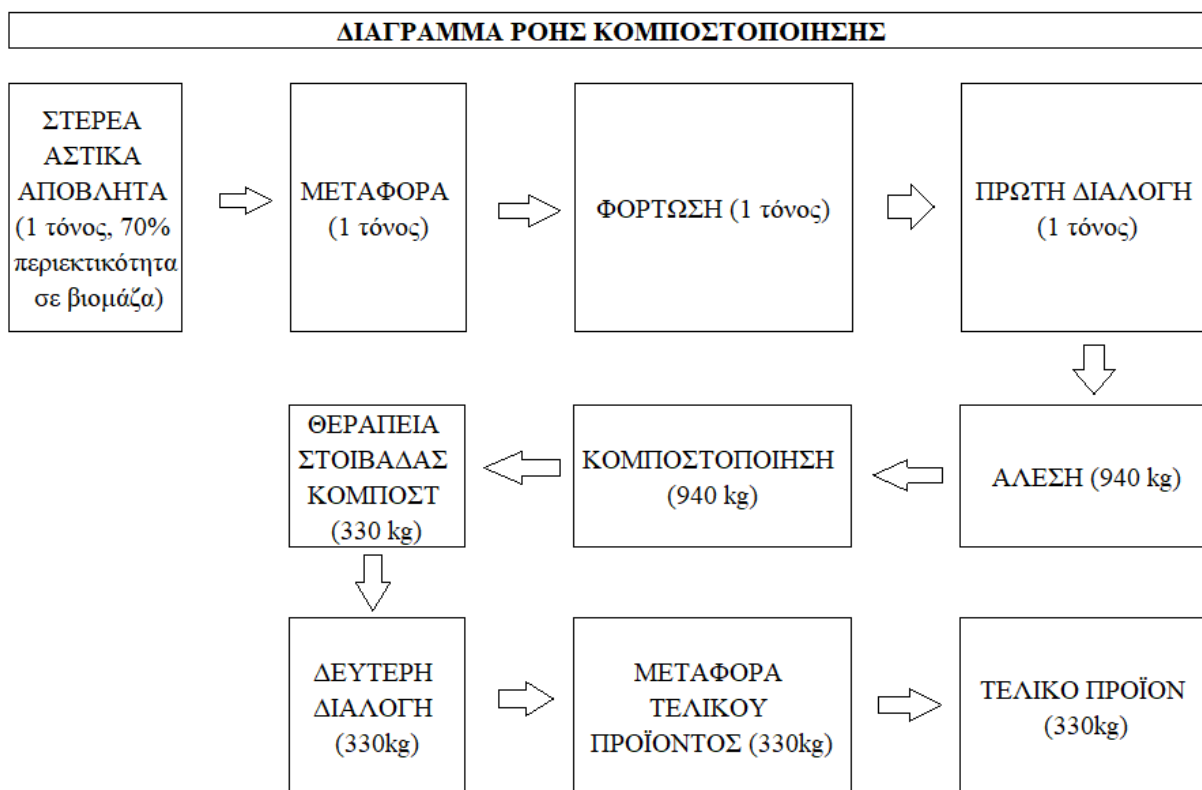 ΔΙΑΓΡΑΜΜΑ ΡΟΗΣ ΚΟΜΠΟΣΤΟΠΟΙΗΣΗΣ
ΣΤΕΡΕΑ
ΑΣΤΙΚΑ
ΑΠΟΒΛΗΤΑ
(1 τόνος, 70%
περιεκτικότητα
σε βιομάζα)
ΜΕΤΑΦΟΡΑ
(1 τόνος)
ΦΟΡΤΩΣΗ (1 τόνος)
ΠΡΩΤΗ ΔΙΑΛΟΓΗ
(1 τόνος)
ΑΛΕΣΗ (940 kg)
ΚΟΜΠΟΣΤΟΠΟΙΗΣΗ
(940 kg)
ΘΕΡΑΠΕΙΑ
ΣΤΟΙΒΑΔΑΣ
ΚΟΜΠΟΣΤ
(330 kg)
ΔΕΥΤΕΡΗ
ΔΙΑΛΟΓΗ
(330kg)
ΜΕΤΑΦΟΡΑ
ΤΕΛΙΚΟΥ
ΠΡΟΪΟΝΤΟΣ (330kg)
ΤΕΛΙΚΟ ΠΡΟΪΟΝ
(330kg)